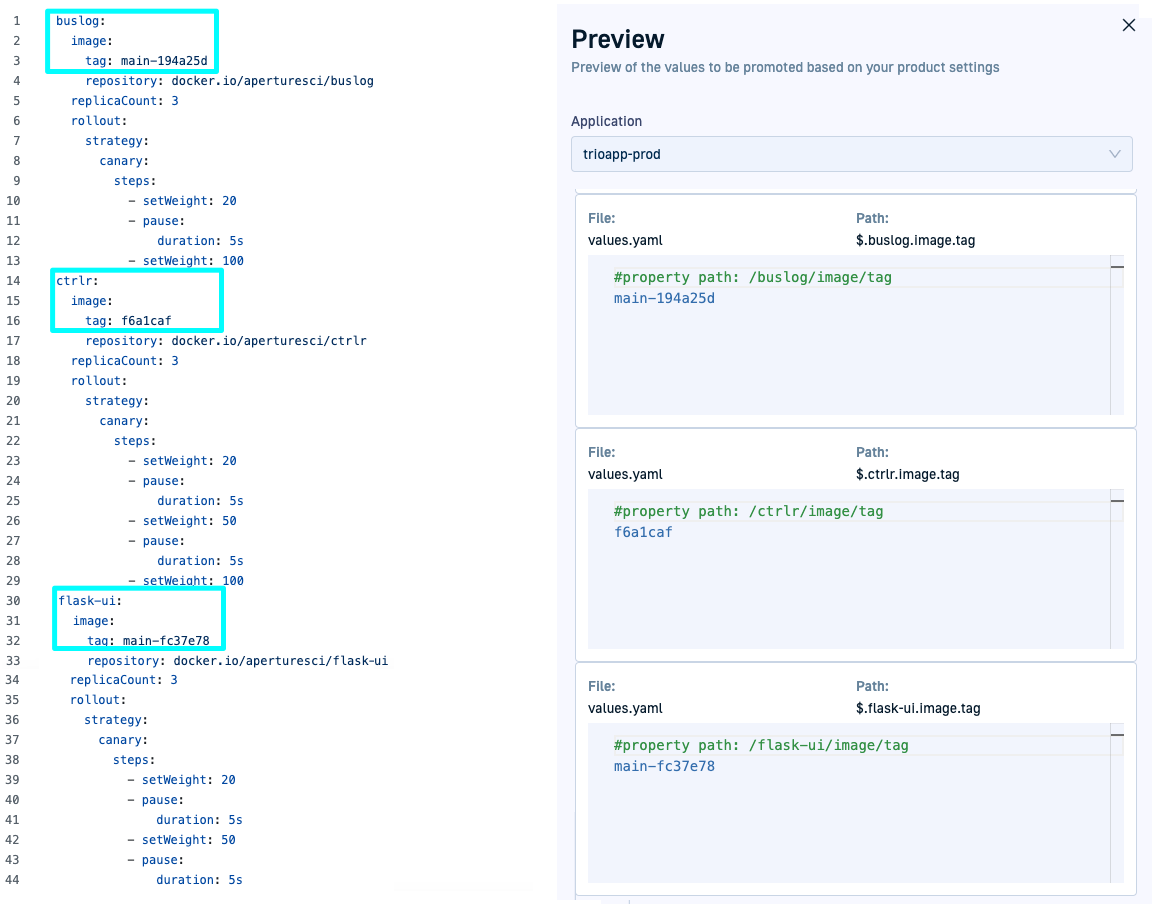 1 buslog:
2 image:
3 tag: main-194a25d
4 repository: docker.io/aperturesci/buslog
5 replicaCount: 3
6 rollout:
7 strategy:
8 canary:
9 steps:
10 - setWeight: 20
11 - pause:
12 duration: 5s
13 - setWeight: 100
14 ctrlr:
15 image:
16 tag: f6a1caf
17 repository: docker.io/aperturesci/ctrlr
18 replicaCount: 3
19 rollout:
20 strategy:
21 canary:
22 steps:
23 - setWeight: 20
24 - pause:
25 duration: 5s
26 - setWeight: 50
27 - pause:
28 duration: 5s
29 - setWeight: 100
30 flask-ui:
31 image:
32 tag: main-fc37e78
33 repository: docker.io/aperturesci/flask-ui
34 replicaCount: 3
35 rollout:
36 strategy:
37 canary:
38 steps:
39 - setWeight: 20
40 - pause:
41 duration: 5s
42 - setWeight: 50
43 - pause:
44 duration: 5s
Preview
Preview of the values to be promoted based on your product settings
Application
trioapp-prod
File: Path:
values.yaml $.buslog.image.tag
#property path: /buslog/image/tag
main-194a25d
File: Path:
values.yaml $.ctrlr.image.tag
#property path: /ctrlr/image/tag
f6a1caf
File: Path:
values.yaml $.flask-ui.image.tag
#property path: /flask-ui/image/tag
main-fc37e78